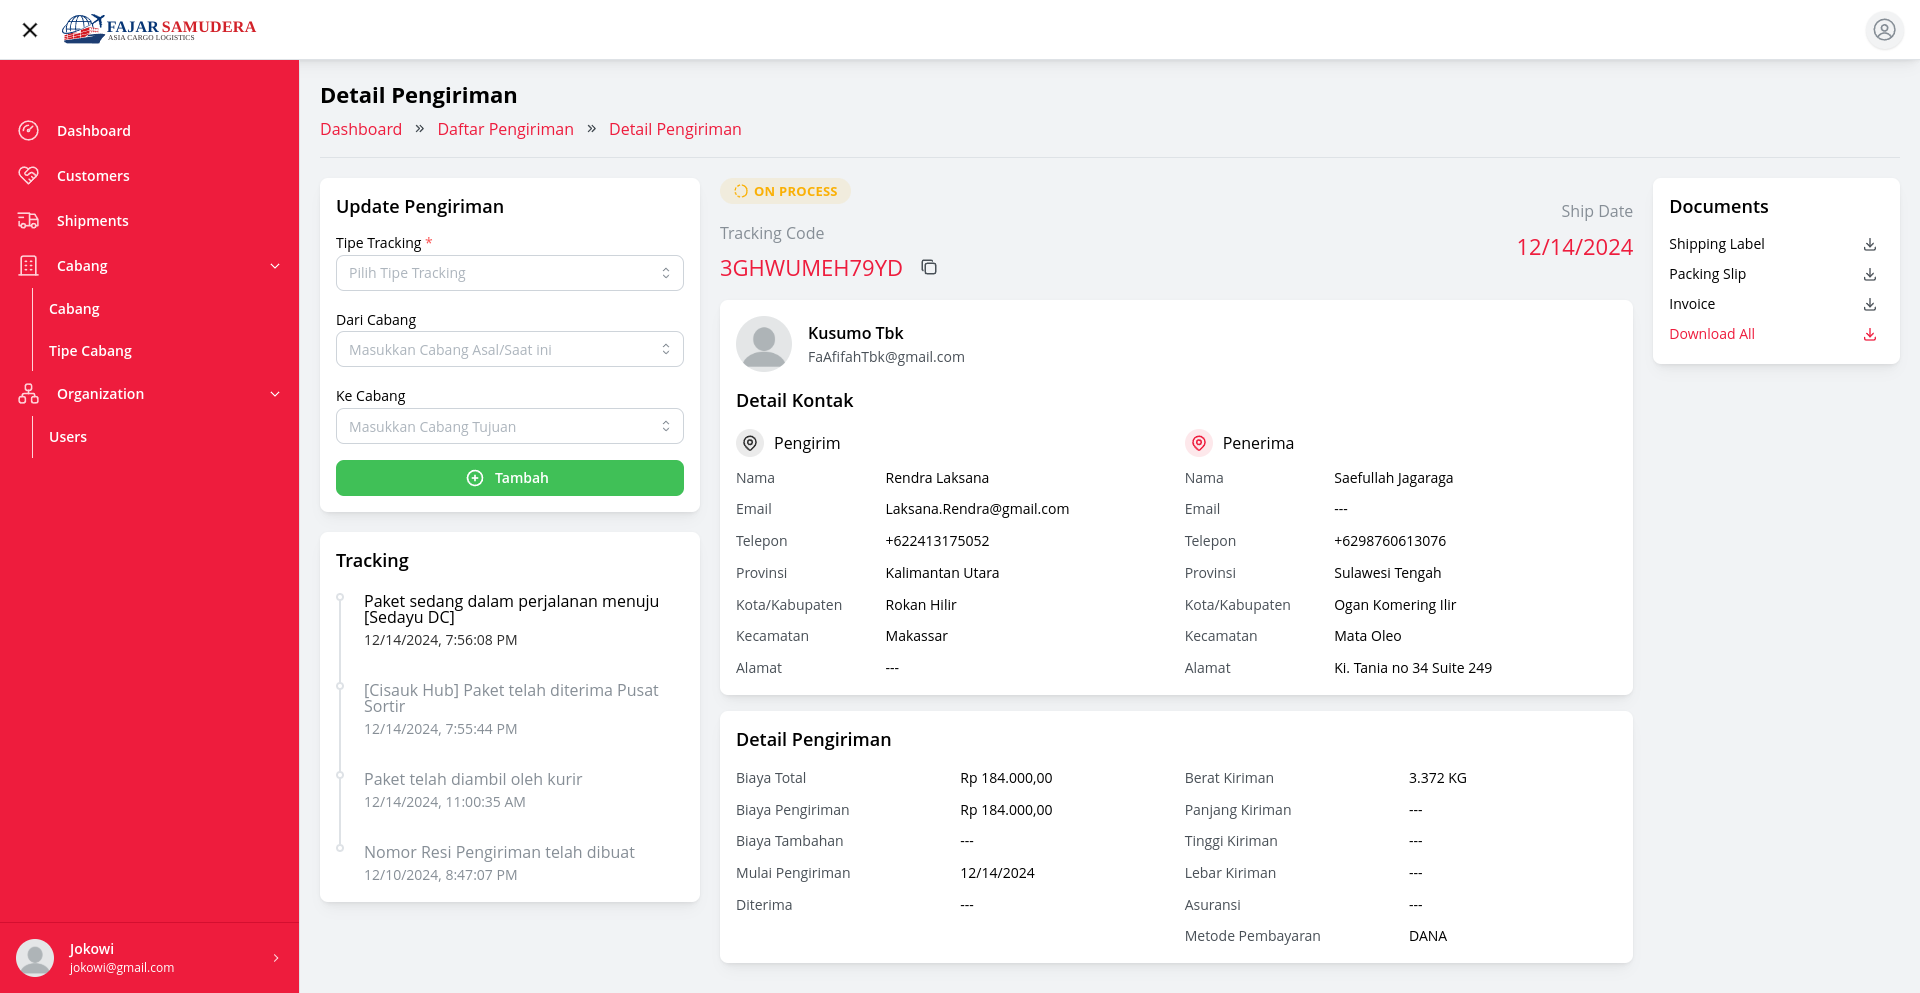 FAJAR SAMUDERA
ASIA CARGO LOGISTICS
Dashboard
Customers
Shipments
Cabang
Cabang
Tipe Cabang
Organization
Users
Jokowi
jokowi@gmail.com
Detail Pengiriman
Dashboard » Daftar Pengiriman » Detail Pengiriman
Update Pengiriman
Tipe Tracking *
Pilih Tipe Tracking
Dari Cabang
Masukkan Cabang Asal/Saat ini
Ke Cabang
Masukkan Cabang Tujuan
Tambah
Tracking
Paket sedang dalam perjalanan menuju
[Sedayu DC]
12/14/2024, 7:56:08 PM
[Cisauk Hub] Paket telah diterima Pusat
Sortir
12/14/2024, 7:55:44 PM
Paket telah diambil oleh kurir
12/14/2024, 11:00:35 AM
Nomor Resi Pengiriman telah dibuat
12/10/2024, 8:47:07 PM
ON PROCESS
Tracking Code
3GHWUMEH79YD
Ship Date
12/14/2024
Kusumo Tbk
FaAfifahTbk@gmail.com
Detail Kontak
Pengirim
Nama Rendra Laksana
Email Laksana.Rendra@gmail.com
Telepon +622413175052
Provinsi Kalimantan Utara
Kota/Kabupaten Rokan Hilir
Kecamatan Makassar
Alamat ---
Penerima
Nama Saefullah Jagaraga
Email ---
Telepon +6298760613076
Provinsi Sulawesi Tengah
Kota/Kabupaten Ogan Komering Ilir
Kecamatan Mata Oleo
Alamat Ki. Tania no 34 Suite 249
Detail Pengiriman
Biaya Total Rp 184.000,00
Biaya Pengiriman Rp 184.000,00
Biaya Tambahan ---
Mulai Pengiriman 12/14/2024
Diterima ---
Berat Kiriman 3.372 KG
Panjang Kiriman ---
Tinggi Kiriman ---
Lebar Kiriman ---
Asuransi ---
Metode Pembayaran DANA
Documents
Shipping Label
Packing Slip
Invoice
Download All